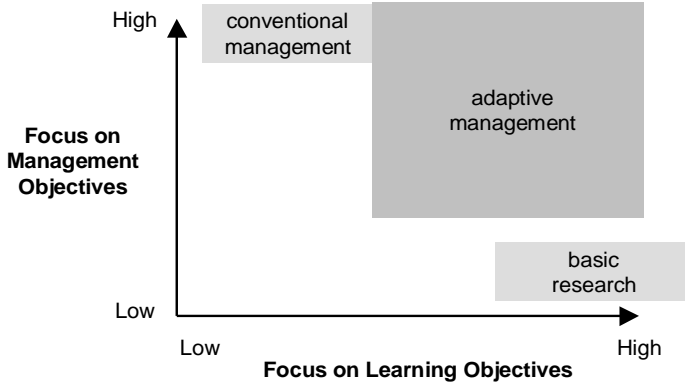 High
conventional
management
adaptive
management
Focus on
Management
Objectives
basic
research
Low
Low
High
Focus on Learning Objectives